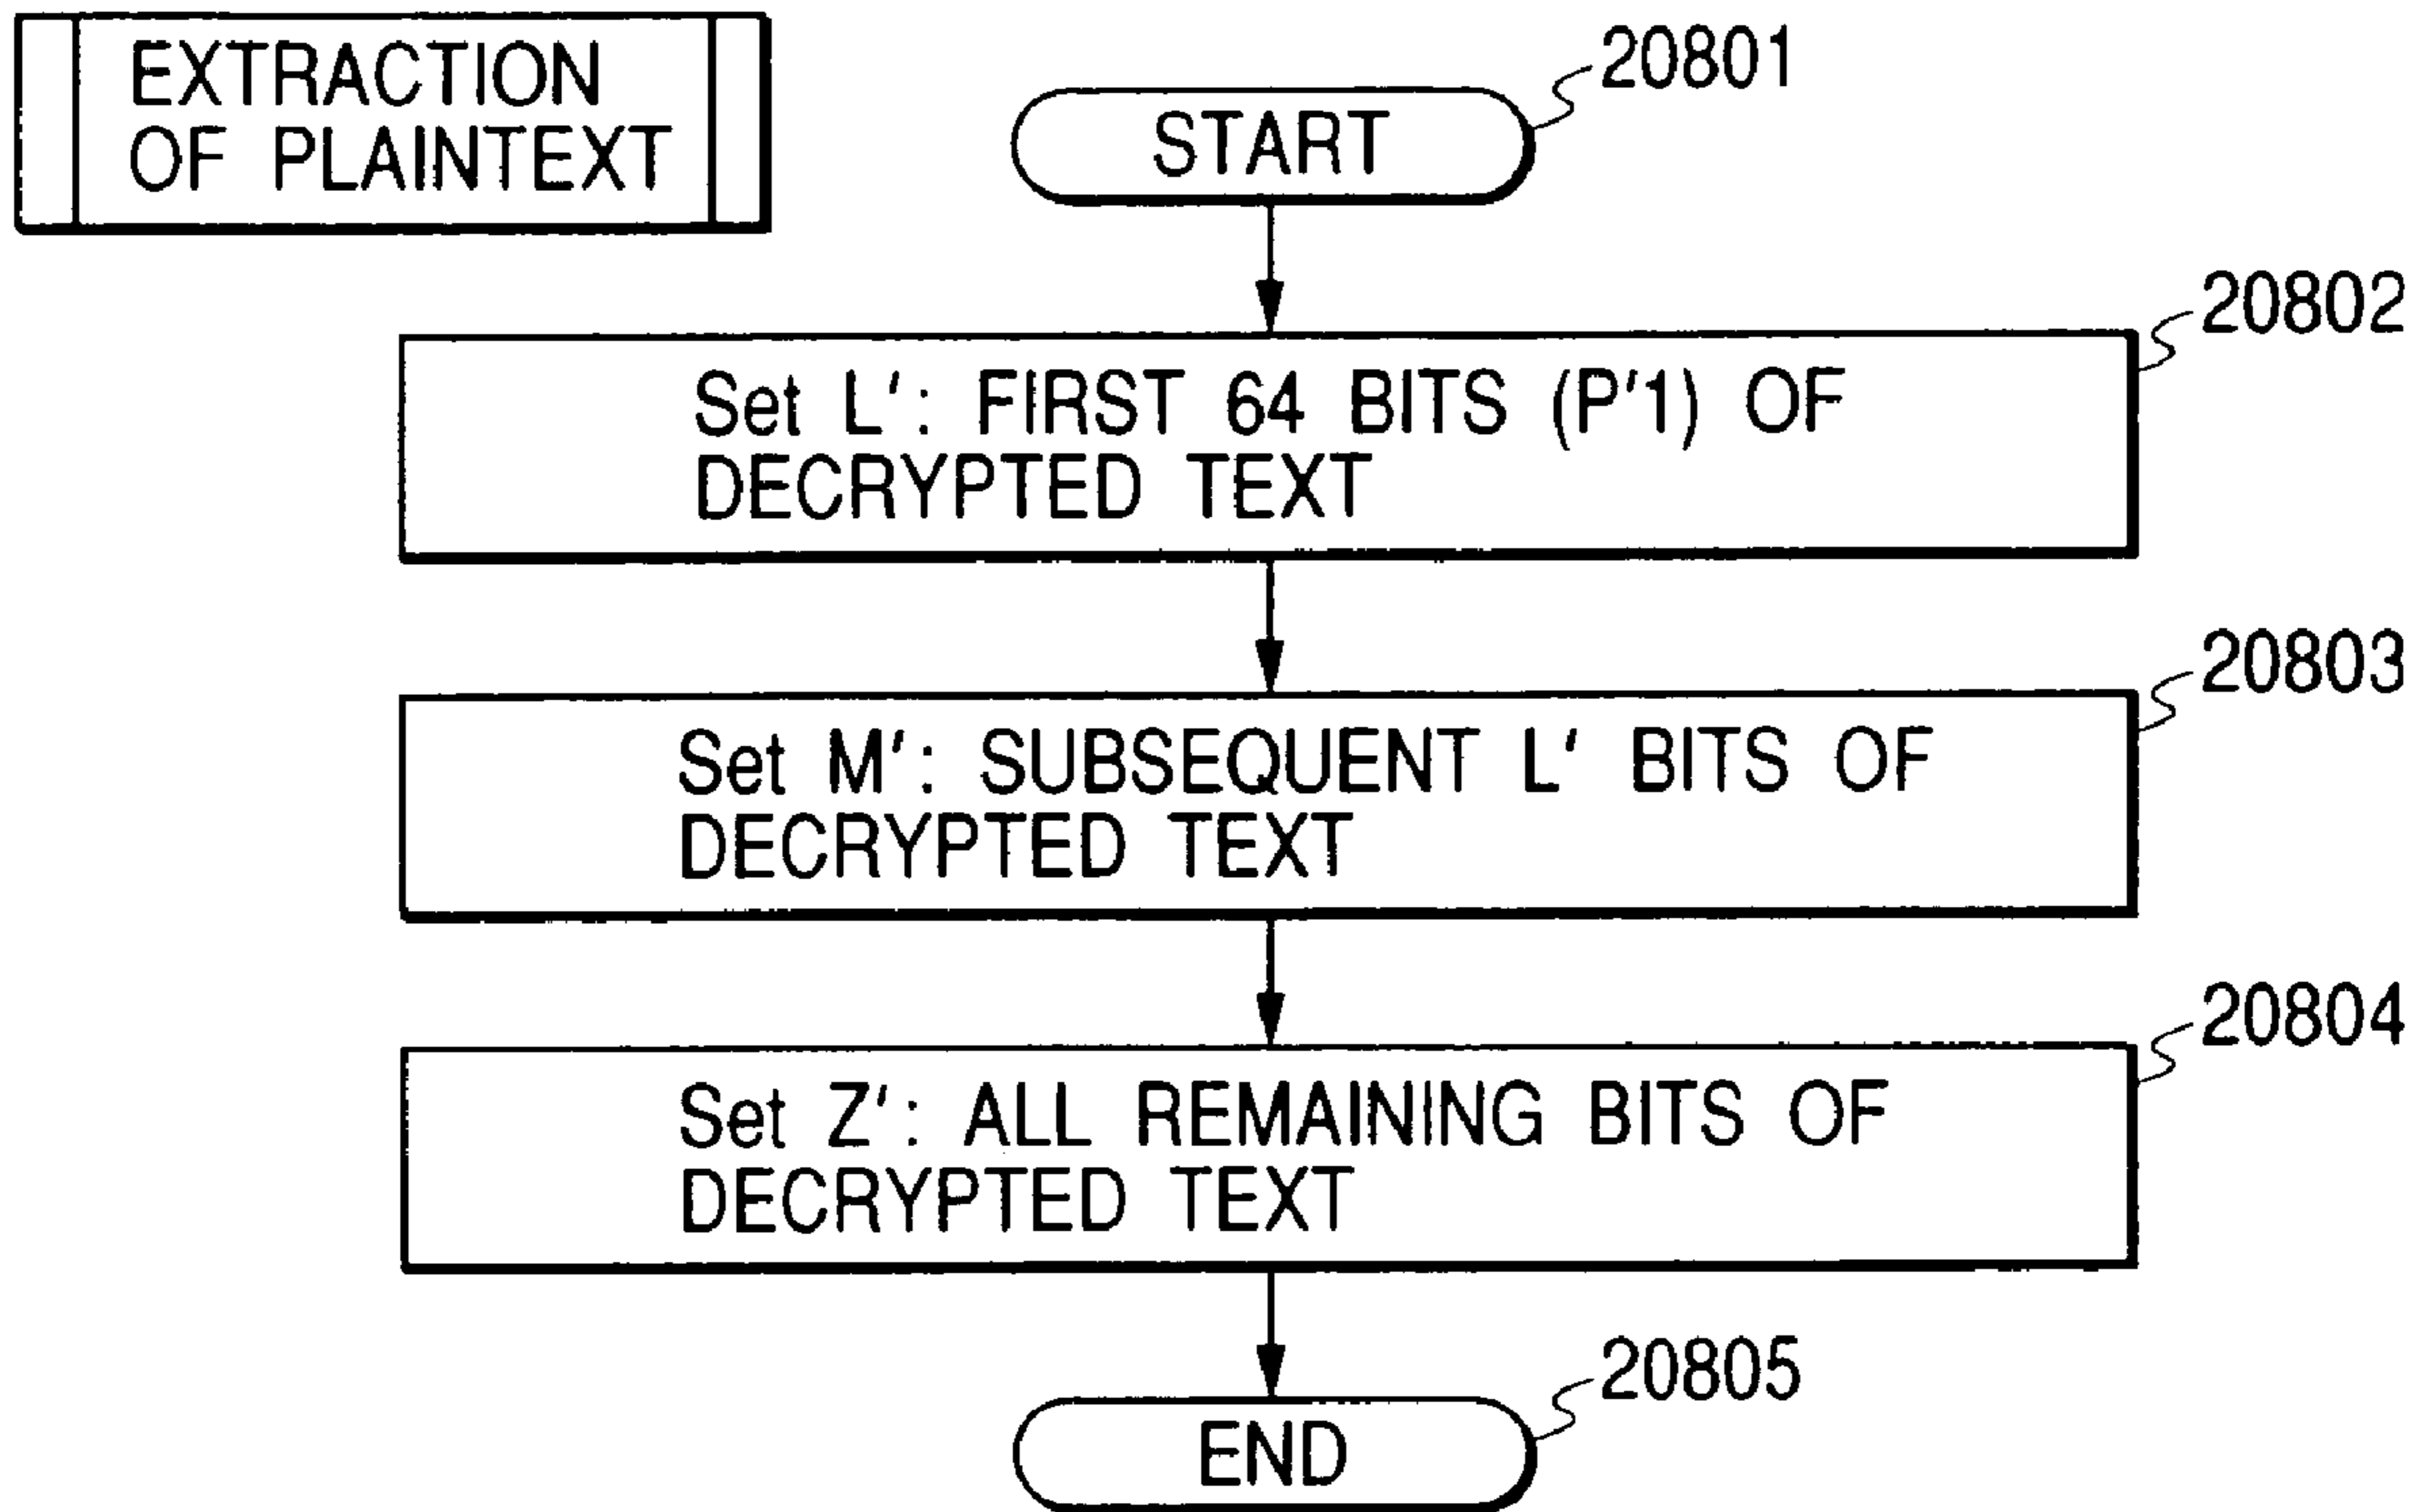 EXTRACTION
OF PLAINTEXT
START
20801
20802
Set L': FIRST 64 BITS (P'1) OF
DECRYPTED TEXT
20803
Set M': SUBSEQUENT L' BITS OF
DECRYPTED TEXT
20804
Set Z': ALL REMAINING BITS OF
DECRYPTED TEXT
20805
END